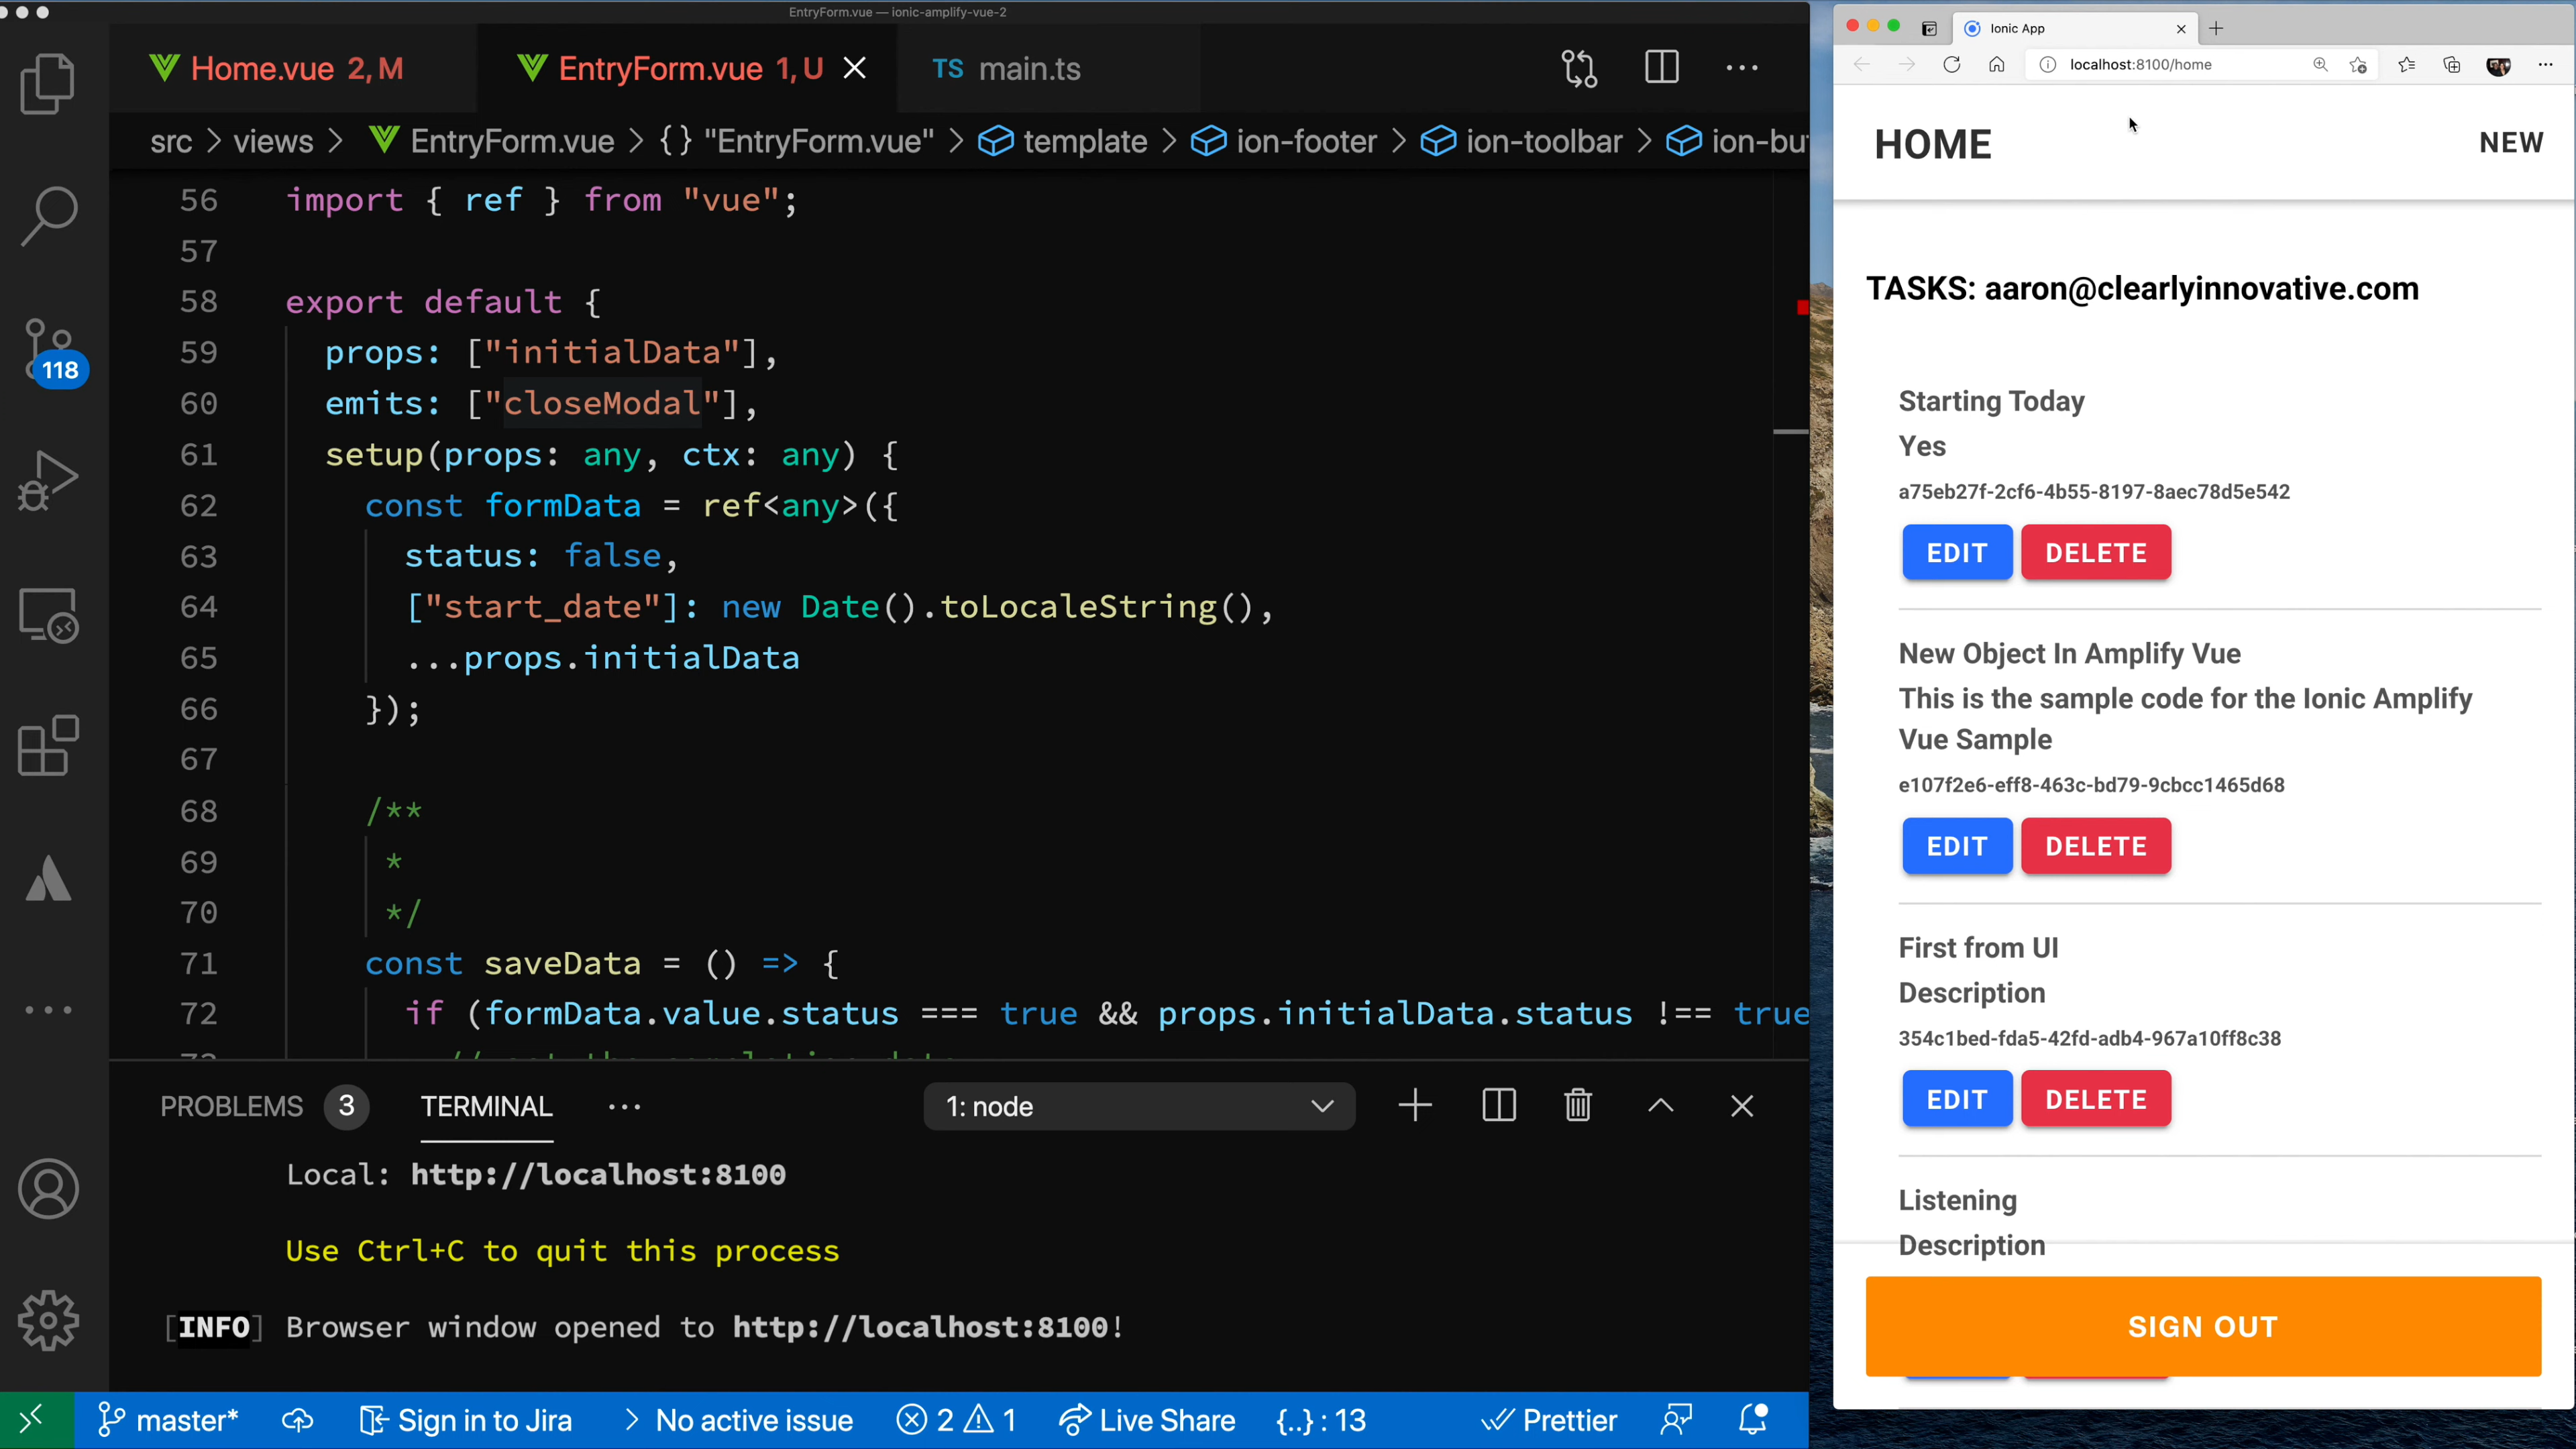 EntryForm.vue — ionic-amplify-vue-2
Home.vue 2, M
EntryForm.vue 1, U
TS main.ts
src > views > EntryForm.vue > {} "EntryForm.vue" > template > ion-footer > ion-toolbar > ion-but
56 import { ref } from "vue";
57
58 export default {
59 props: ["initialData"],
60 emits: ["closeModal"],
61 setup(props: any, ctx: any) {
62 const formData = ref<any>({
63 status: false,
64 ["start_date"]: new Date().toLocaleString(),
65 ...props.initialData
66 });
67
68 /**
69 *
70 */
71 const saveData = () => {
72 if (formData.value.status === true && props.initialData.status !== true
118
PROBLEMS 3
TERMINAL
1: node
Local: http://localhost:8100
Use Ctrl+C to quit this process
[INFO] Browser window opened to http://localhost:8100!
master*
Sign in to Jira
No active issue
2
1
Live Share
{..} : 13
Prettier
Ionic App
localhost:8100/home
HOME
NEW
TASKS: aaron@clearlyinnovative.com
Starting Today
Yes
a75eb27f-2cf6-4b55-8197-8aec78d5e542
EDIT
DELETE
New Object In Amplify Vue
This is the sample code for the Ionic Amplify
Vue Sample
e107f2e6-eff8-463c-bd79-9cbcc1465d68
EDIT
DELETE
First from UI
Description
354c1bed-fda5-42fd-adb4-967a10ff8c38
EDIT
DELETE
Listening
Description
SIGN OUT